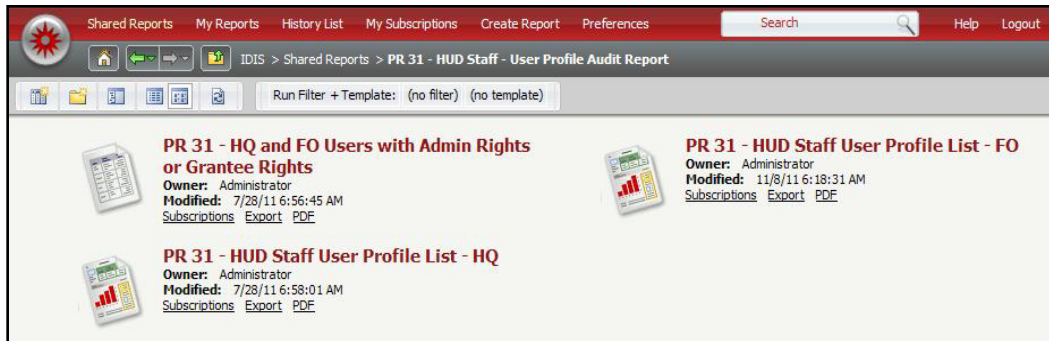 Shared Reports My Reports History List My Subscriptions Create Report Preferences Search Help Logout
IDIS > Shared Reports > PR 31 - HUD Staff - User Profile Audit Report
Run Filter + Template: (no filter) (no template)
PR 31 - HQ and FO Users with Admin Rights
or Grantee Rights
Owner: Administrator
Modified: 7/28/11 6:56:45 AM
Subscriptions Export PDF
PR 31 - HUD Staff User Profile List - FO
Owner: Administrator
Modified: 11/8/11 6:18:31 AM
Subscriptions Export PDF
PR 31 - HUD Staff User Profile List - HQ
Owner: Administrator
Modified: 7/28/11 6:58:01 AM
Subscriptions Export PDF